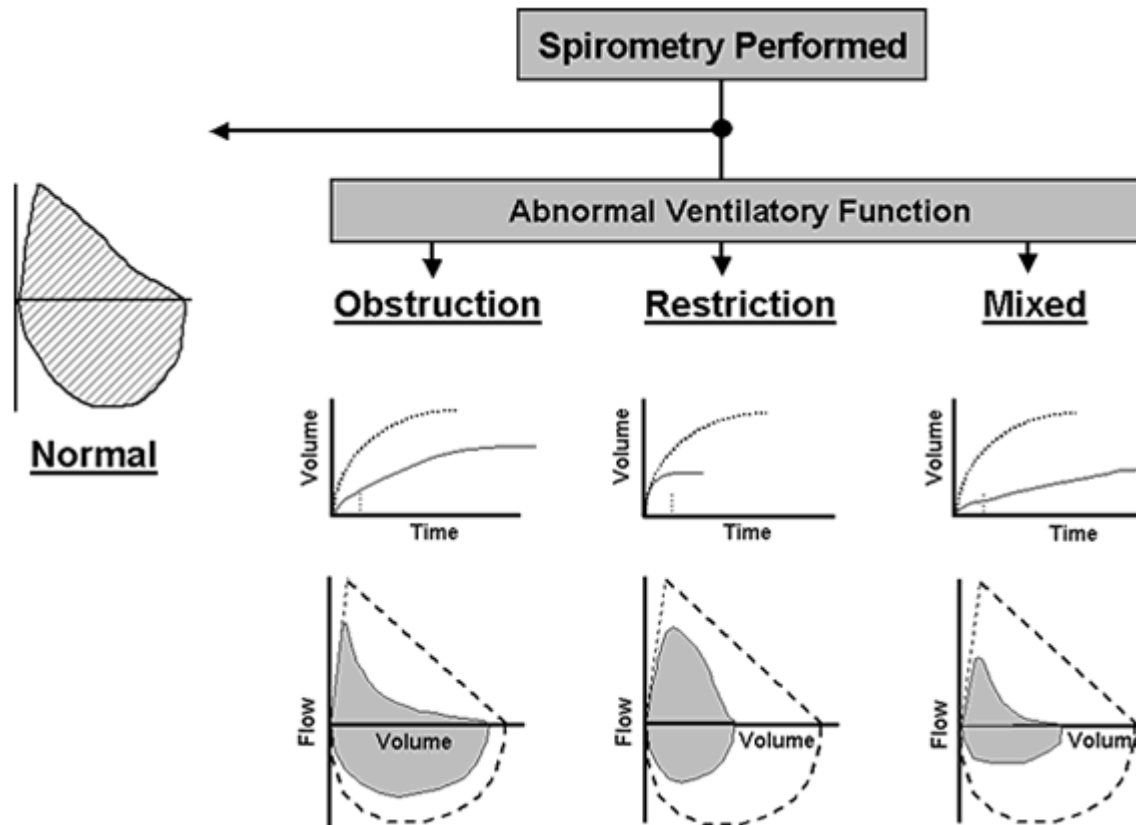 Spirometry Performed
Abnormal Ventilatory Function
Obstruction
Restriction
Mixed
Normal
Volume
Time
Volume
Time
Volume
Time
Flow
Volume
Flow
Volume
Flow
Volum